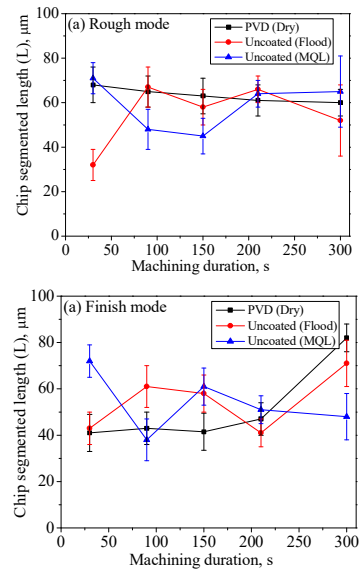 (a) Rough mode
PVD (Dry)
Uncoated (Flood)
Uncoated (MQL)
Chip segmented length (L), μm
100
80
60
40
20
0
0 50 100 150 200 250 300
Machining duration, s
(a) Finish mode
PVD (Dry)
Uncoated (Flood)
Uncoated (MQL)
Chip segmented length (L), μm
100
80
60
40
20
0
0 50 100 150 200 250 300
Machining duration, s